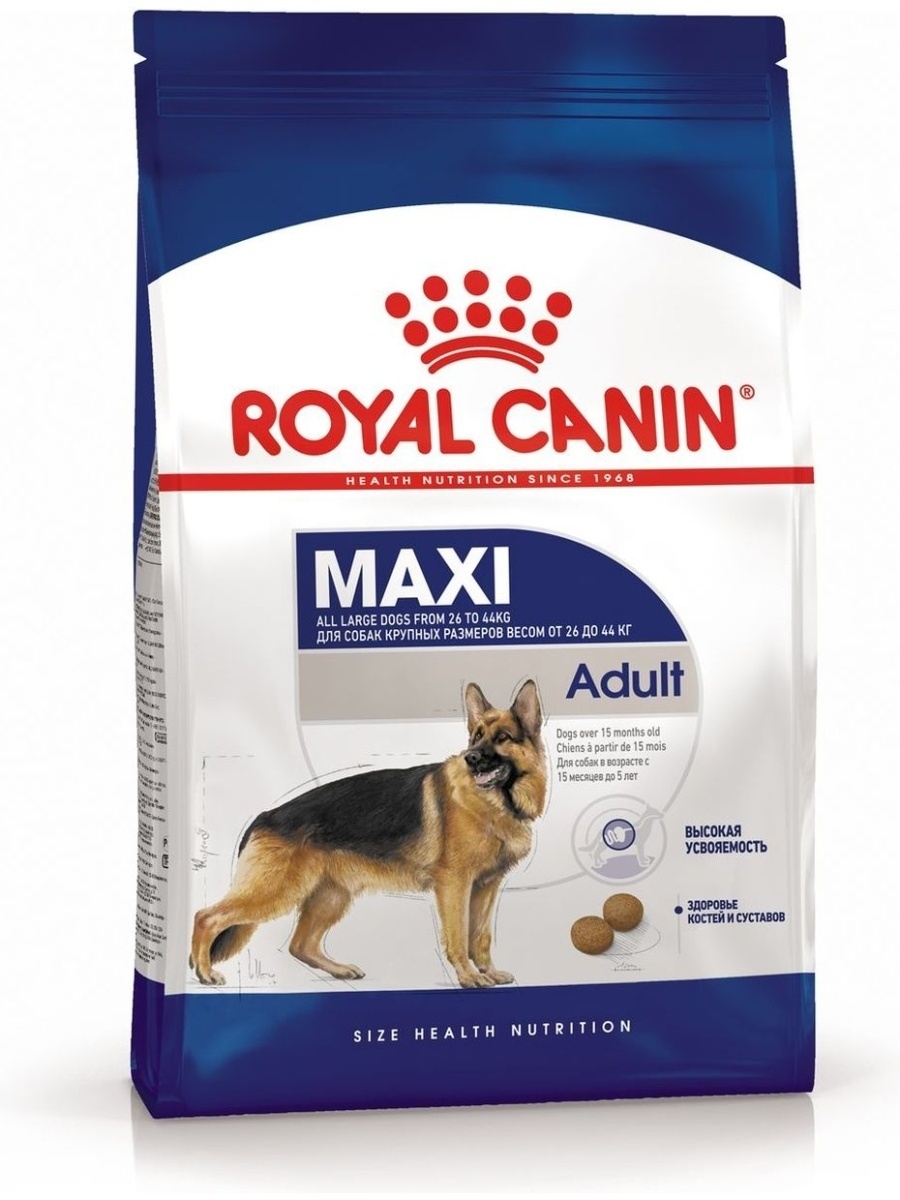 ROYAL CANIN®
HEALTH NUTRITION SINCE 1968
MAXI
ALL LARGE DOGS FROM 26 TO 44KG
ДЛЯ СОБАК КРУПНЫХ РАЗМЕРОВ ВЕСОМ ОТ 26 ДО 44 КГ
Adult
Dogs over 15 months old
Chiens à partir de 15 mois
Для собак в возрасте с
15 месяцев до 5 лет
ВЫСОКАЯ
УСВОЯЕМОСТЬ
• ЗДОРОВЬЕ
КОСТЕЙ И СУСТАВОВ
SIZE HEALTH NUTRITION